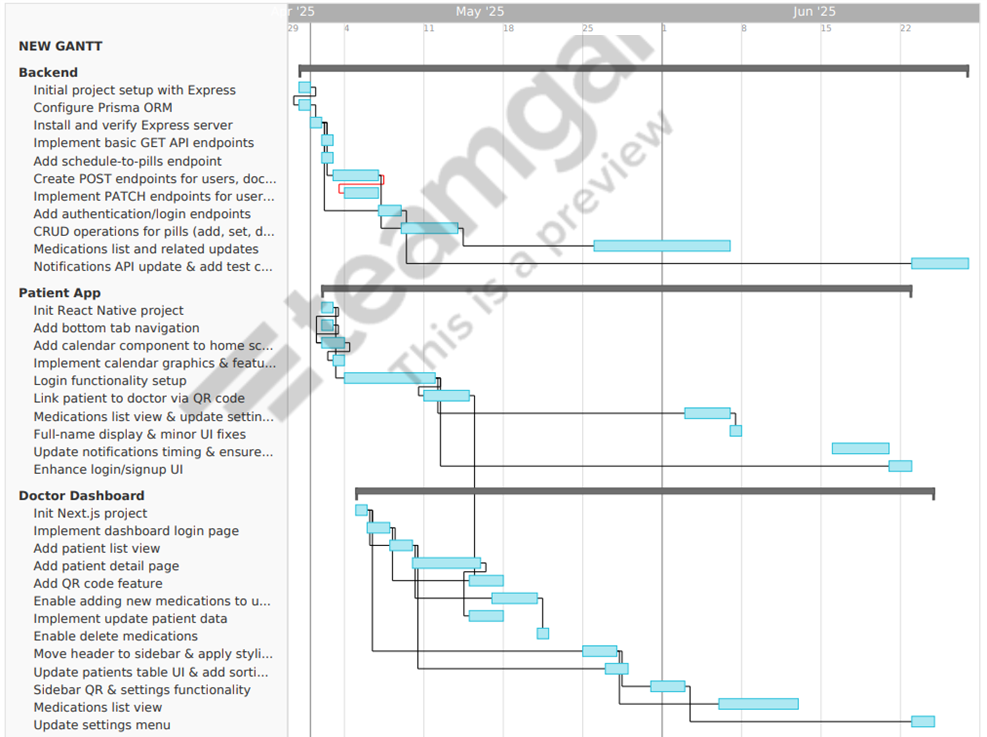 Apr '25 May '25 Jun '25
29 4 11 18 25 1 8 15 22
NEW GANTT
Backend
Initial project setup with Express
Configure Prisma ORM
Install and verify Express server
Implement basic GET API endpoints
Add schedule-to-pills endpoint
Create POST endpoints for users, doc...
Implement PATCH endpoints for user...
Add authentication/login endpoints
CRUD operations for pills (add, set, d...
Medications list and related updates
Notifications API update & add test c...
Patient App
Init React Native project
Add bottom tab navigation
Add calendar component to home sc...
Implement calendar graphics & featu...
Login functionality setup
Link patient to doctor via QR code
Medications list view & update settin...
Full-name display & minor UI fixes
Update notifications timing & ensure...
Enhance login/signup UI
Doctor Dashboard
Init Next.js project
Implement dashboard login page
Add patient list view
Add patient detail page
Add QR code feature
Enable adding new medications to u...
Implement update patient data
Enable delete medications
Move header to sidebar & apply styli...
Update patients table UI & add sorti...
Sidebar QR & settings functionality
Medications list view
Update settings menu
teamga
This is a preview